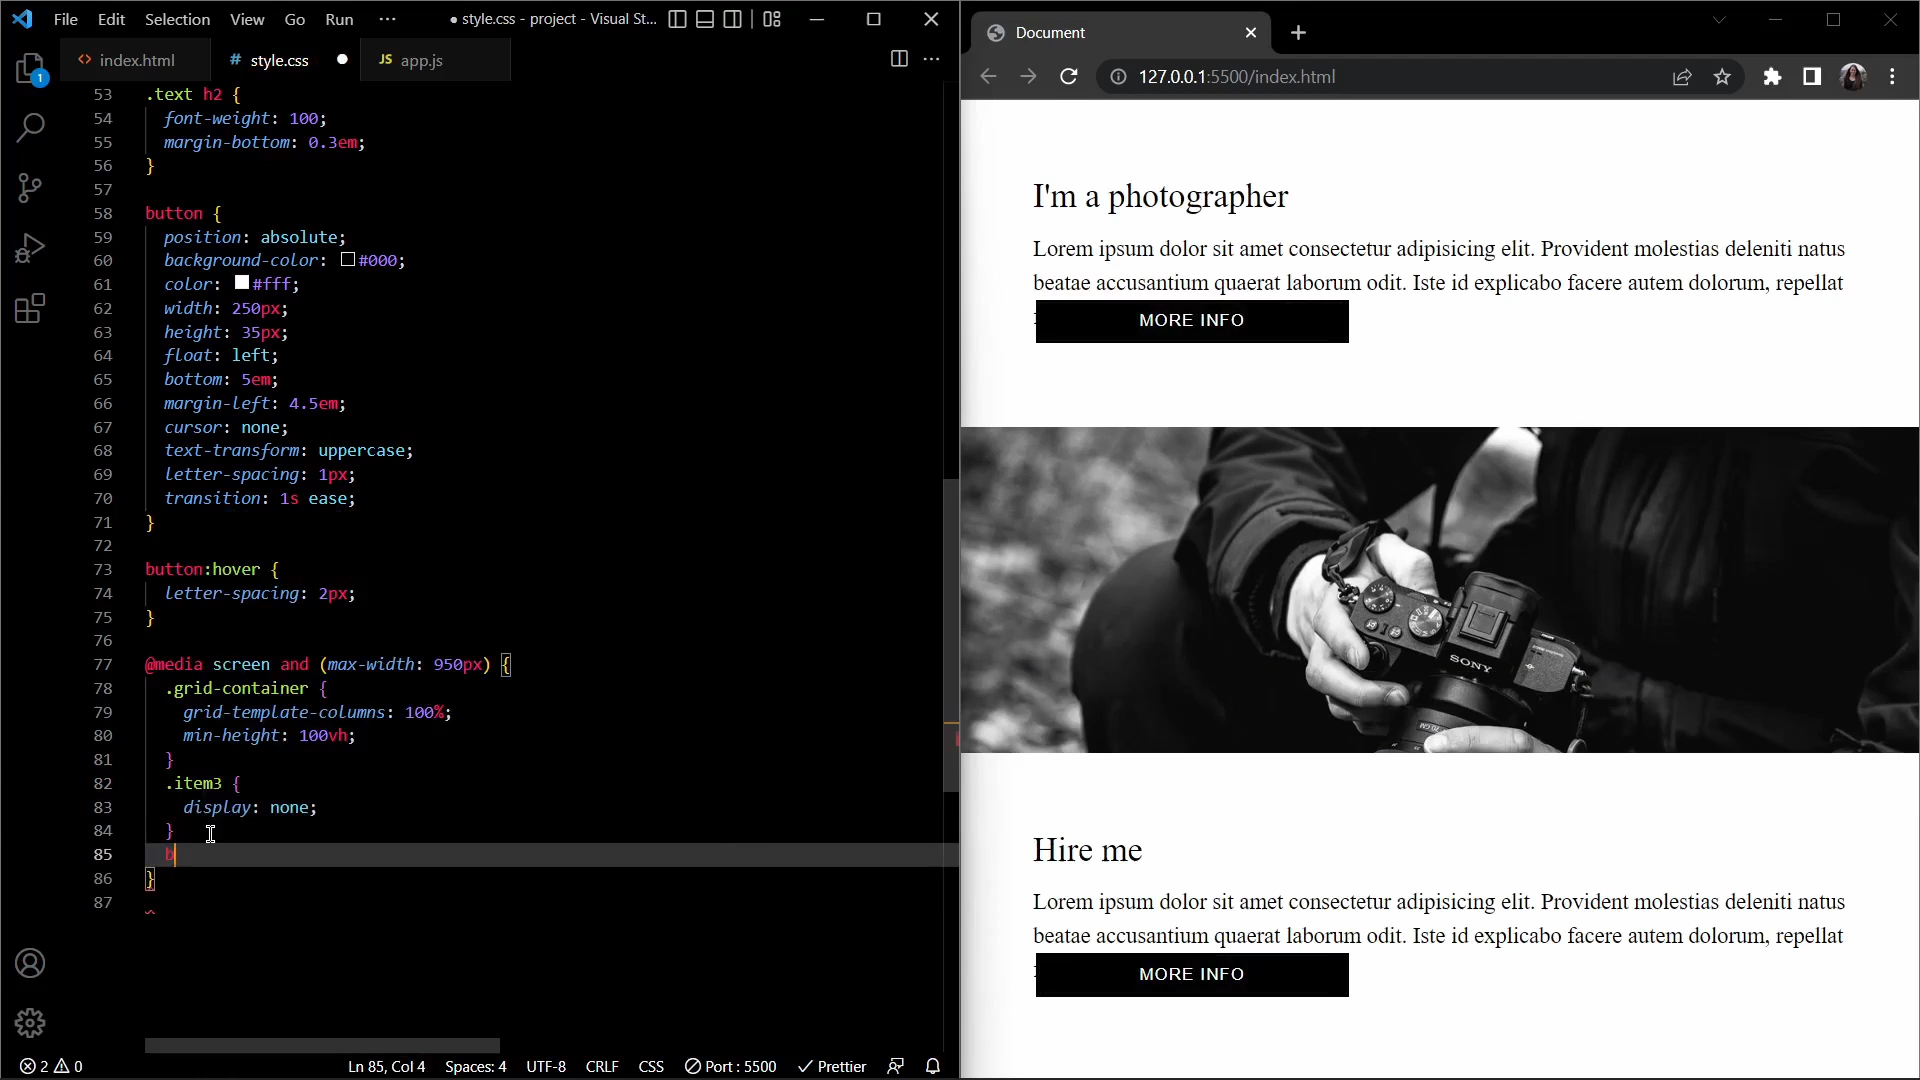 File Edit Selection View Go Run ··· ● style.css - project - Visual St...
index.html # style.css ● JS app.js
1
53 .text h2 {
54 font-weight: 100;
55 margin-bottom: 0.3em;
56 }
57
58 button {
59 position: absolute;
60 background-color: #000;
61 color: #fff;
62 width: 250px;
63 height: 35px;
64 float: left;
65 bottom: 5em;
66 margin-left: 4.5em;
67 cursor: none;
68 text-transform: uppercase;
69 letter-spacing: 1px;
70 transition: 1s ease;
71 }
72
73 button:hover {
74 letter-spacing: 2px;
75 }
76
77 @media screen and (max-width: 950px) {
78 .grid-container {
79 grid-template-columns: 100%;
80 min-height: 100vh;
81 }
82 .item3 {
83 display: none;
84 }
85 b
86 }
87
2 0 Ln 85, Col 4 Spaces: 4 UTF-8 CRLF CSS Port : 5500 Prettier
Document
127.0.0.1:5500/index.html
I'm a photographer
Lorem ipsum dolor sit amet consectetur adipisicing elit. Provident molestias deleniti natus
beatae accusantium quaerat laborum odit. Iste id explicabo facere autem dolorum, repellat
MORE INFO
SONY
Hire me
Lorem ipsum dolor sit amet consectetur adipisicing elit. Provident molestias deleniti natus
beatae accusantium quaerat laborum odit. Iste id explicabo facere autem dolorum, repellat
MORE INFO